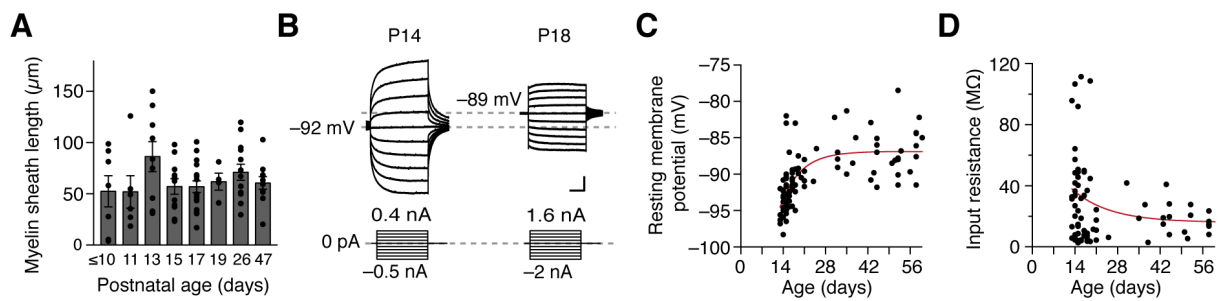 A
Myelin sheath length (µm)
150
100
50
0
≤10 11 13 15 17 19 26 47
Postnatal age (days)
B
P14 P18
−89 mV
−92 mV
0.4 nA 1.6 nA
0 pA
−0.5 nA −2 nA
C
Resting membrane
potential (mV)
−75
−80
−85
−90
−95
−100
0 14 28 42 56
Age (days)
D
Input resistance (MΩ)
120
80
40
0
0 14 28 42 56
Age (days)